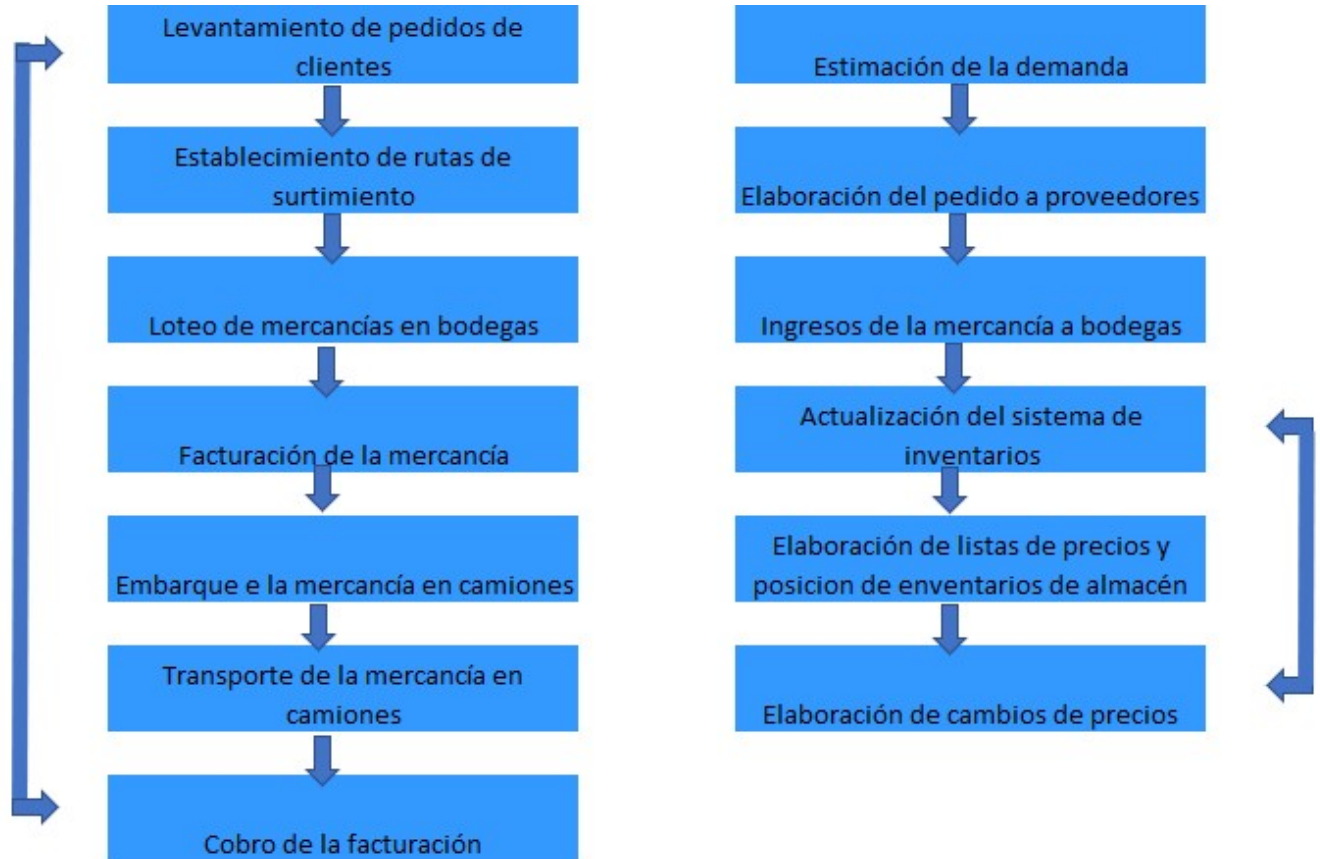 Levantamiento de pedidos de
clientes
Establecimiento de rutas de
surtimiento
Loteo de mercancías en bodegas
Facturación de la mercancía
Embarque e la mercancía en camiones
Transporte de la mercancía en
camiones
Cobro de la facturación
Estimación de la demanda
Elaboración del pedido a proveedores
Ingresos de la mercancía a bodegas
Actualización del sistema de
inventarios
Elaboración de listas de precios y
posicion de enventarios de almacén
Elaboración de cambios de precios